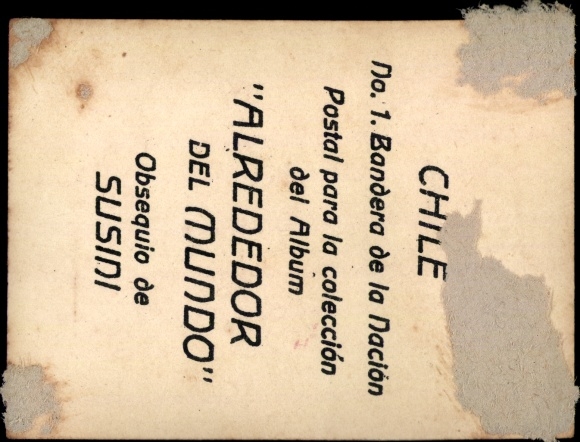 CHILE
No. 1. Bandera de la Nación
Postal para la colección
del Album
"ALREDEDOR
DEL MUNDO"
Obsequio de
SUSINI